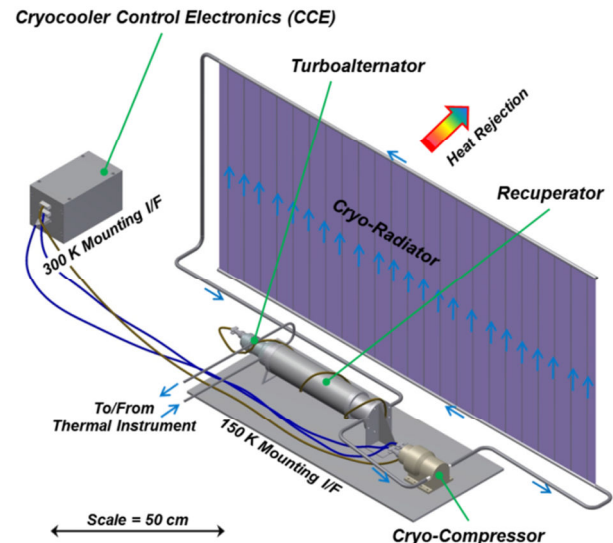 Cryocooler Control Electronics (CCE)
Turboalternator
Heat Rejection
Recuperator
Cryo-Radiator
300 K Mounting I/F
To/From
Thermal Instrument
150 K Mounting I/F
Scale = 50 cm
Cryo-Compressor